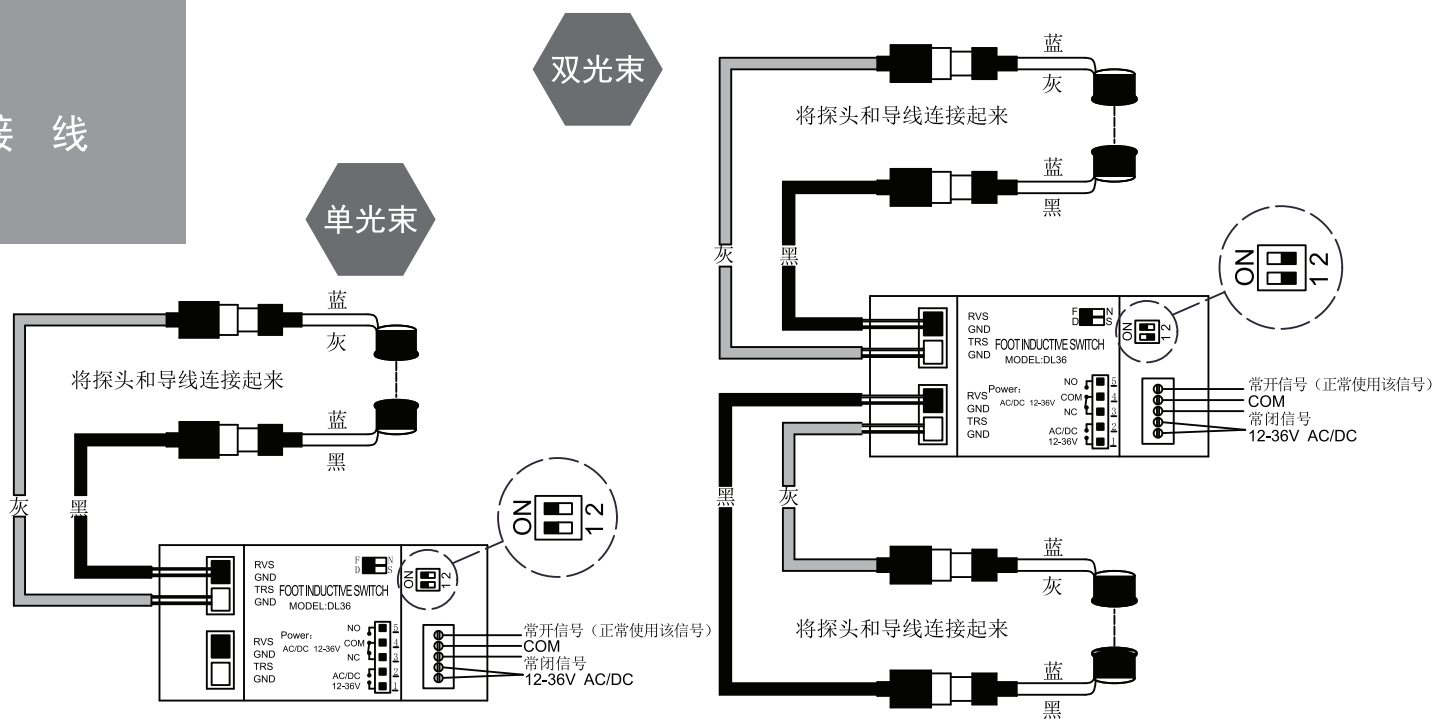 接 线
单光束
蓝
灰
将探头和导线连接起来
蓝
黑
灰
黑
ON
1 2
RVS
GND
TRS
GND
F N
D S
ON
1 2
FOOT INDUCTIVE SWITCH
MODEL:DL36
RVS
GND
TRS
GND
Power:
AC/DC 12-36V
NO
COM
NC
AC/DC
12-36V
5
4
3
2
1
常开信号（正常使用该信号）
COM
常闭信号
12-36V AC/DC
双光束
蓝
灰
将探头和导线连接起来
蓝
黑
灰
黑
ON
1 2
RVS
GND
TRS
GND
F N
D S
ON
1 2
FOOT INDUCTIVE SWITCH
MODEL:DL36
RVS
GND
TRS
GND
Power:
AC/DC 12-36V
NO
COM
NC
AC/DC
12-36V
5
4
3
2
1
常开信号（正常使用该信号）
COM
常闭信号
12-36V AC/DC
黑
灰
蓝
灰
将探头和导线连接起来
蓝
黑